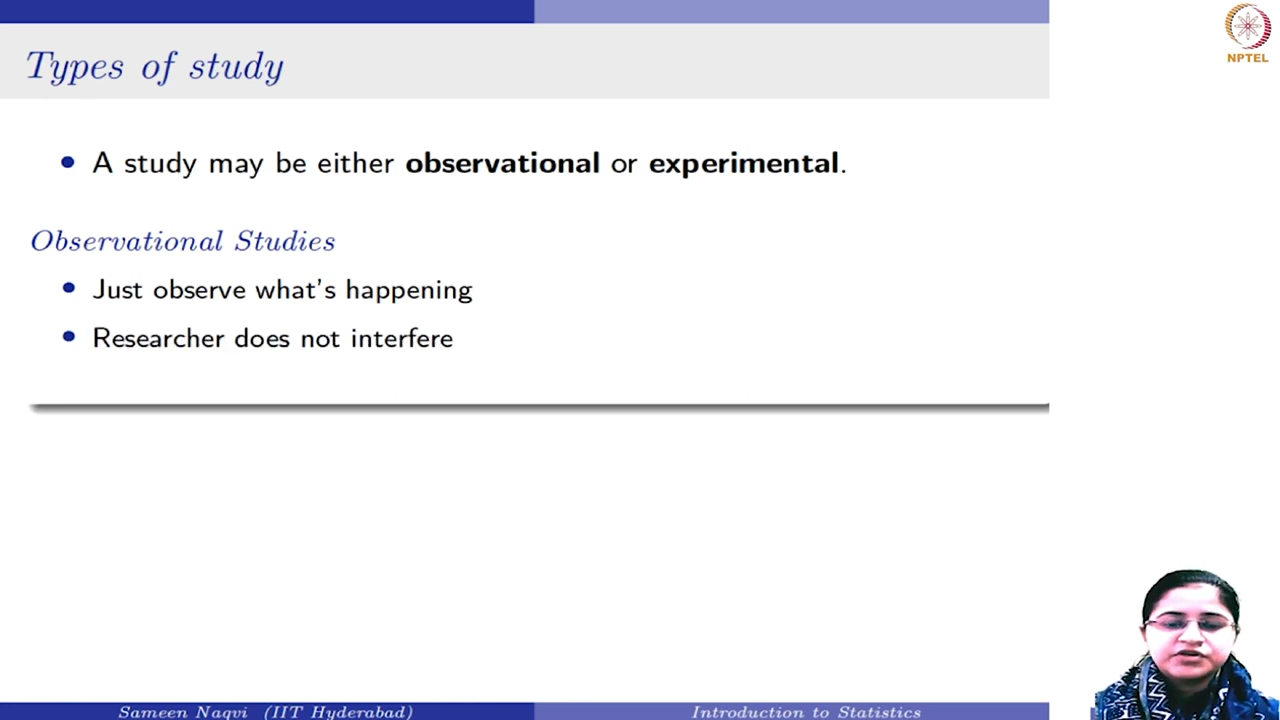 NPTEL
Types of study
A study may be either observational or experimental.
Observational Studies
Just observe what's happening
Researcher does not interfere
Sameen Naqvi (IIT Hyderabad)
Introduction to Statistics